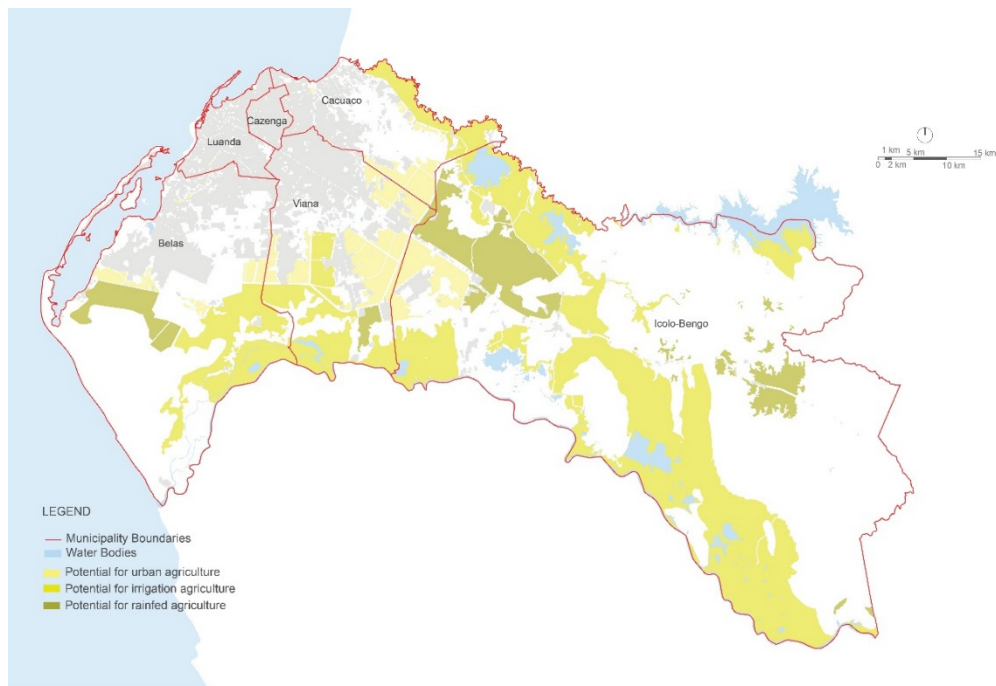 Cacuaco
Cazenga
Luanda
Viana
Belas
Icolo-Bengo
1 km 5 km 15 km
0 2 km 10 km
LEGEND
Municipality Boundaries
Water Bodies
Potential for urban agriculture
Potential for irrigation agriculture
Potential for rainfed agriculture